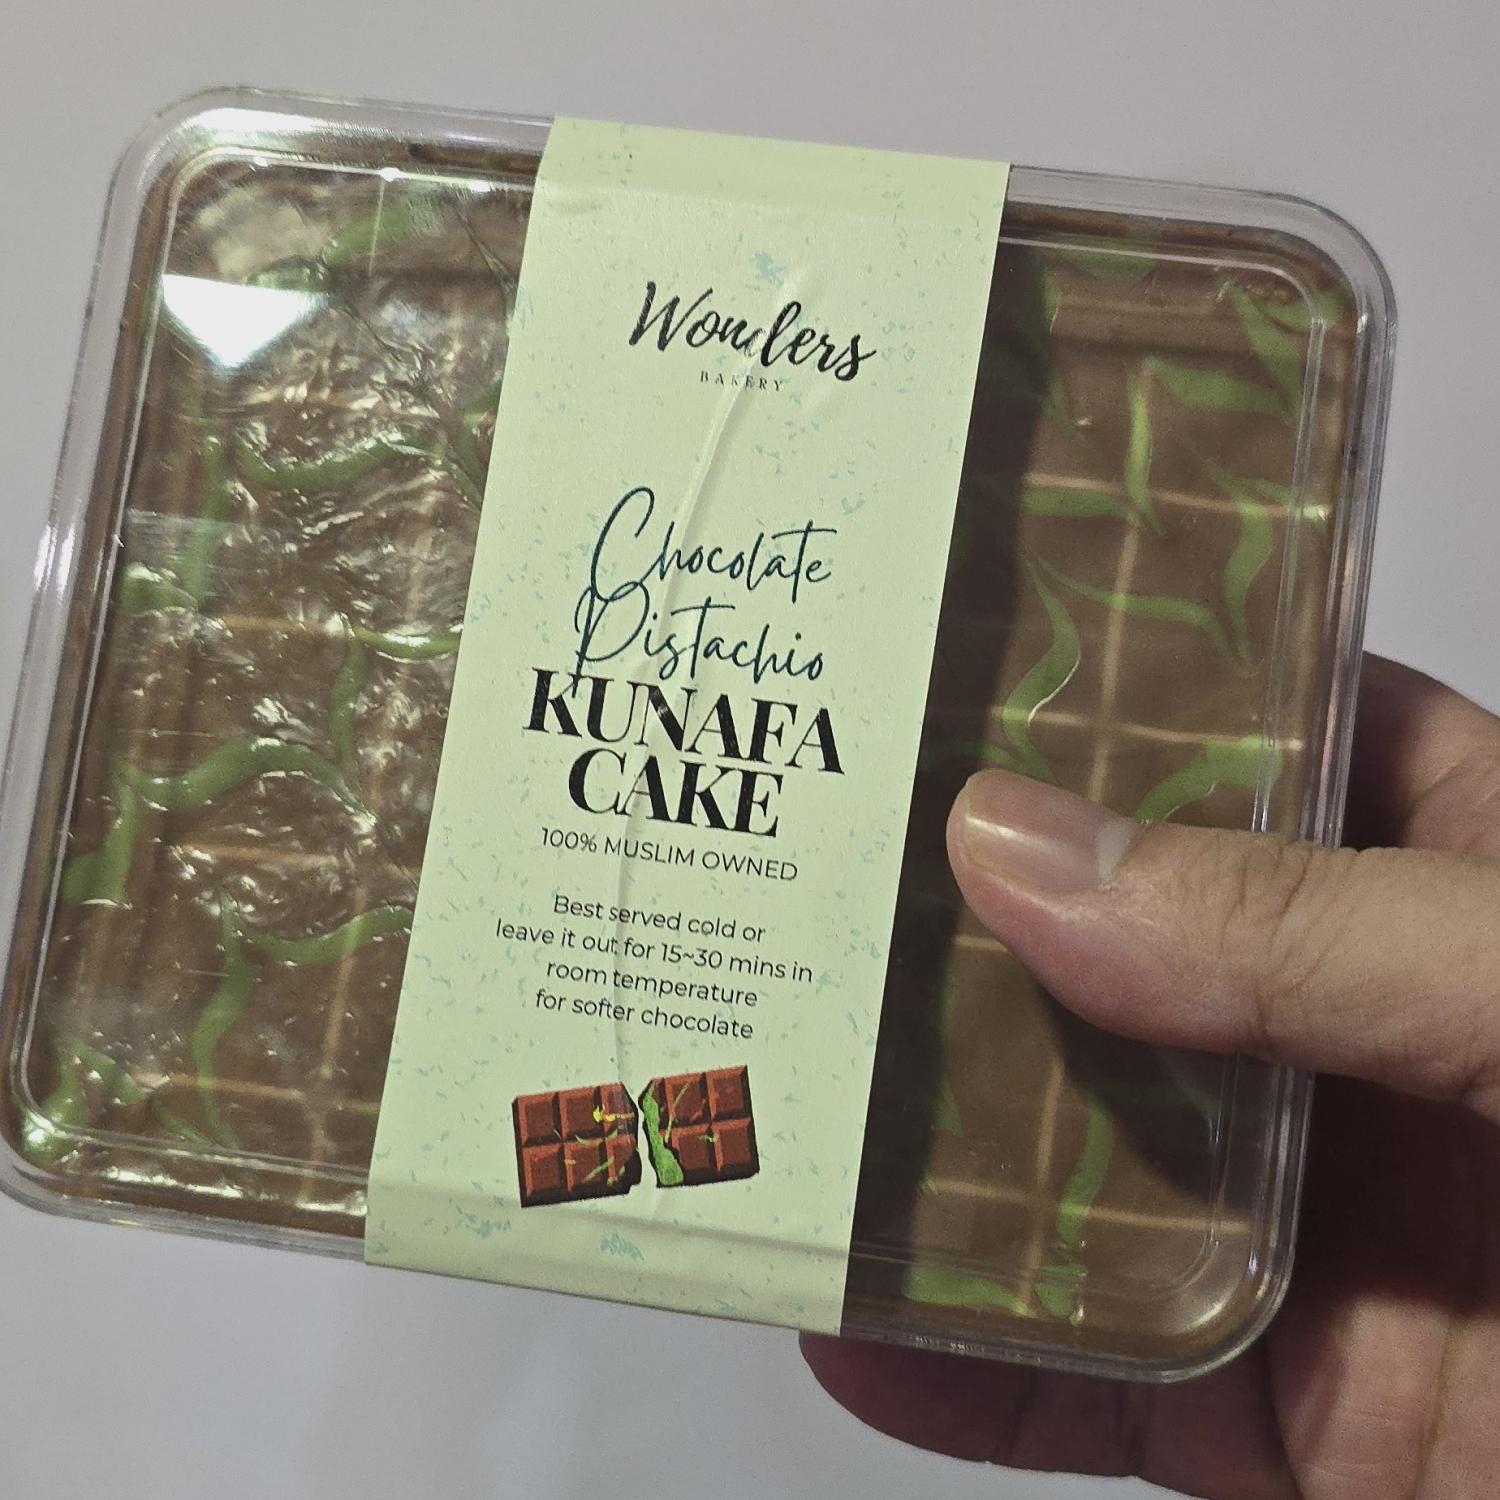 Wonders
BAKERY
Chocolate
Pistachio
KUNAFA
CAKE
100% MUSLIM OWNED
Best served cold or
leave it out for 15~30 mins in
room temperature
for softer chocolate